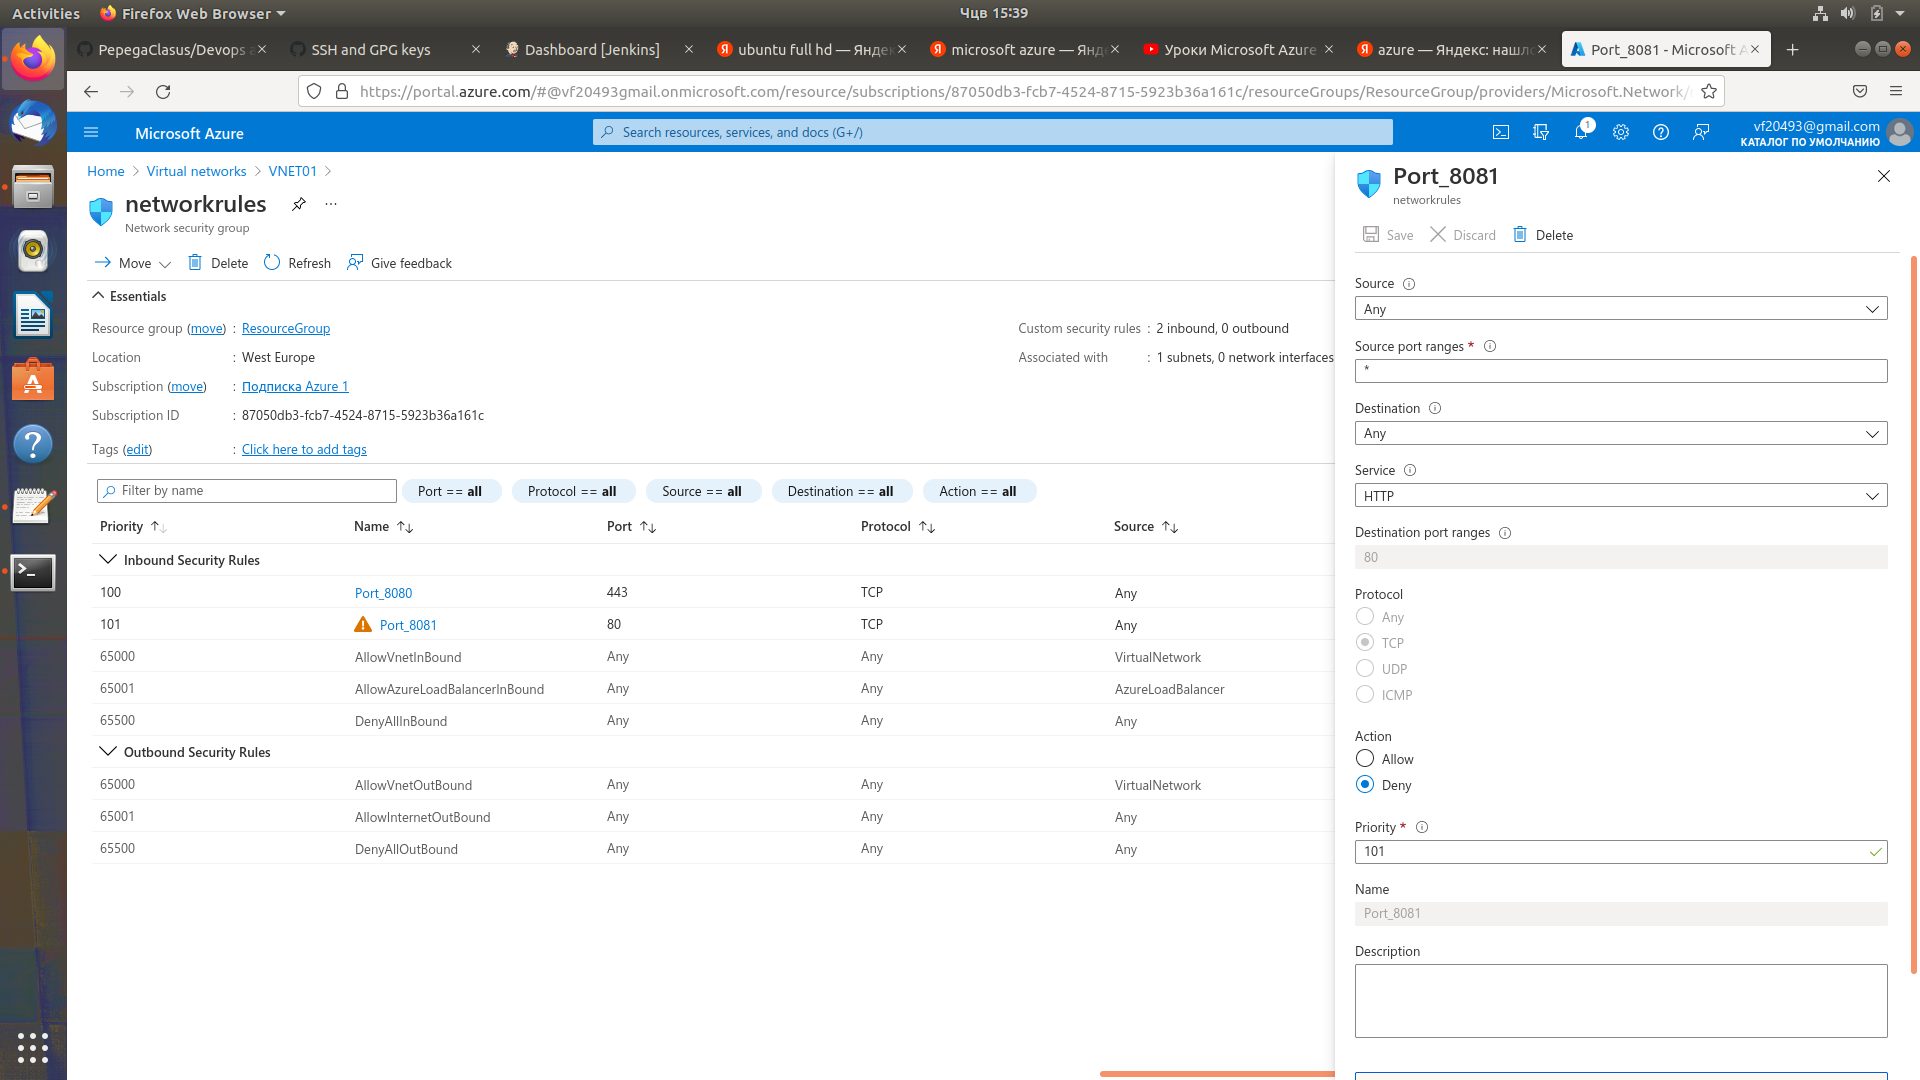 Activities
Firefox Web Browser
Чцв 15:39
PepegaClasus/Devops a
SSH and GPG keys
Dashboard [Jenkins]
ubuntu full hd — Яндек
microsoft azure — Янде
Уроки Microsoft Azure
azure — Яндекс: нашло
Port_8081 - Microsoft A
https://portal.azure.com/#@vf20493gmail.onmicrosoft.com/resource/subscriptions/87050db3-fcb7-4524-8715-5923b36a161c/resourceGroups/ResourceGroup/providers/Microsoft.Network/
Microsoft Azure
Search resources, services, and docs (G+/)
1
vf20493@gmail.com
КАТАЛОГ ПО УМОЛЧАНИЮ
Home > Virtual networks > VNET01 >
networkrules
Network security group
Move
Delete
Refresh
Give feedback
Essentials
Resource group (move) : ResourceGroup
Location : West Europe
Subscription (move) : Подписка Azure 1
Subscription ID : 87050db3-fcb7-4524-8715-5923b36a161c
Tags (edit) : Click here to add tags
Custom security rules : 2 inbound, 0 outbound
Associated with : 1 subnets, 0 network interfaces
Filter by name
Port == all
Protocol == all
Source == all
Destination == all
Action == all
Priority Name Port Protocol Source
Inbound Security Rules
100 Port_8080 443 TCP Any
101 Port_8081 80 TCP Any
65000 AllowVnetInBound Any Any VirtualNetwork
65001 AllowAzureLoadBalancerInBound Any Any AzureLoadBalancer
65500 DenyAllInBound Any Any Any
Outbound Security Rules
65000 AllowVnetOutBound Any Any VirtualNetwork
65001 AllowInternetOutBound Any Any Any
65500 DenyAllOutBound Any Any Any
Port_8081
networkrules
Save
Discard
Delete
Source
Any
Source port ranges *
*
Destination
Any
Service
HTTP
Destination port ranges
80
Protocol
Any
TCP
UDP
ICMP
Action
Allow
Deny
Priority *
101
Name
Port_8081
Description